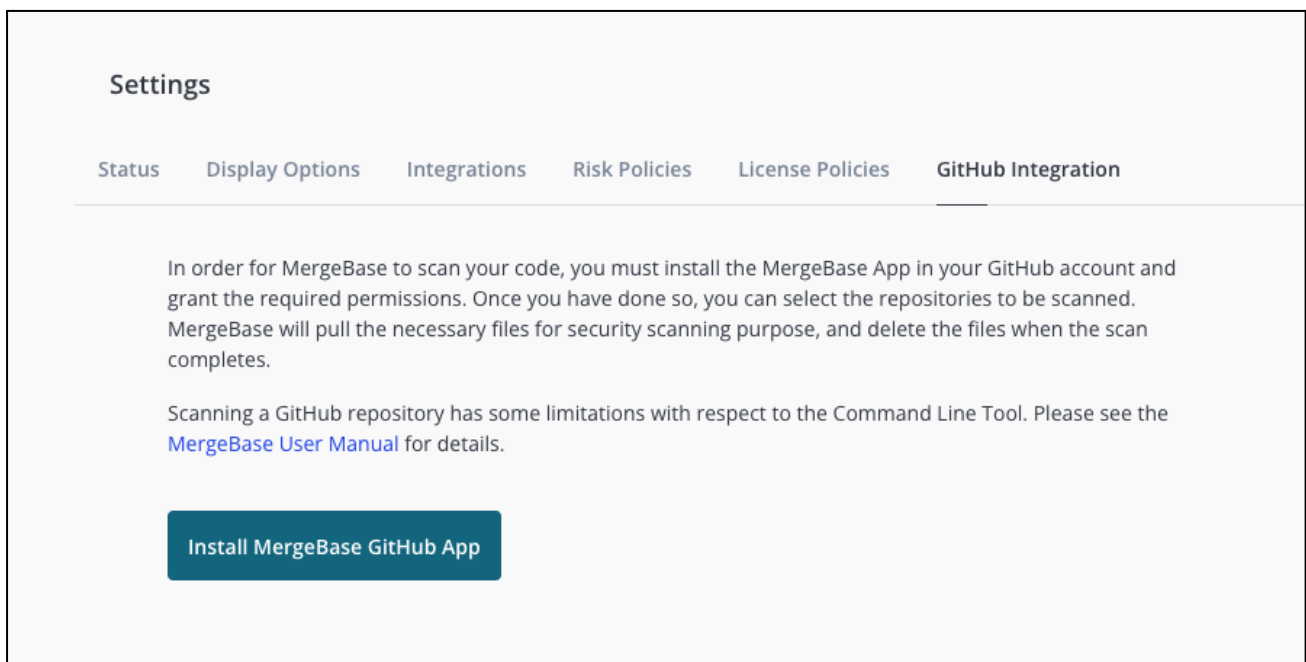 Settings
Status Display Options Integrations Risk Policies License Policies GitHub Integration
In order for MergeBase to scan your code, you must install the MergeBase App in your GitHub account and
grant the required permissions. Once you have done so, you can select the repositories to be scanned.
MergeBase will pull the necessary files for security scanning purpose, and delete the files when the scan
completes.
Scanning a GitHub repository has some limitations with respect to the Command Line Tool. Please see the
MergeBase User Manual for details.
Install MergeBase GitHub App